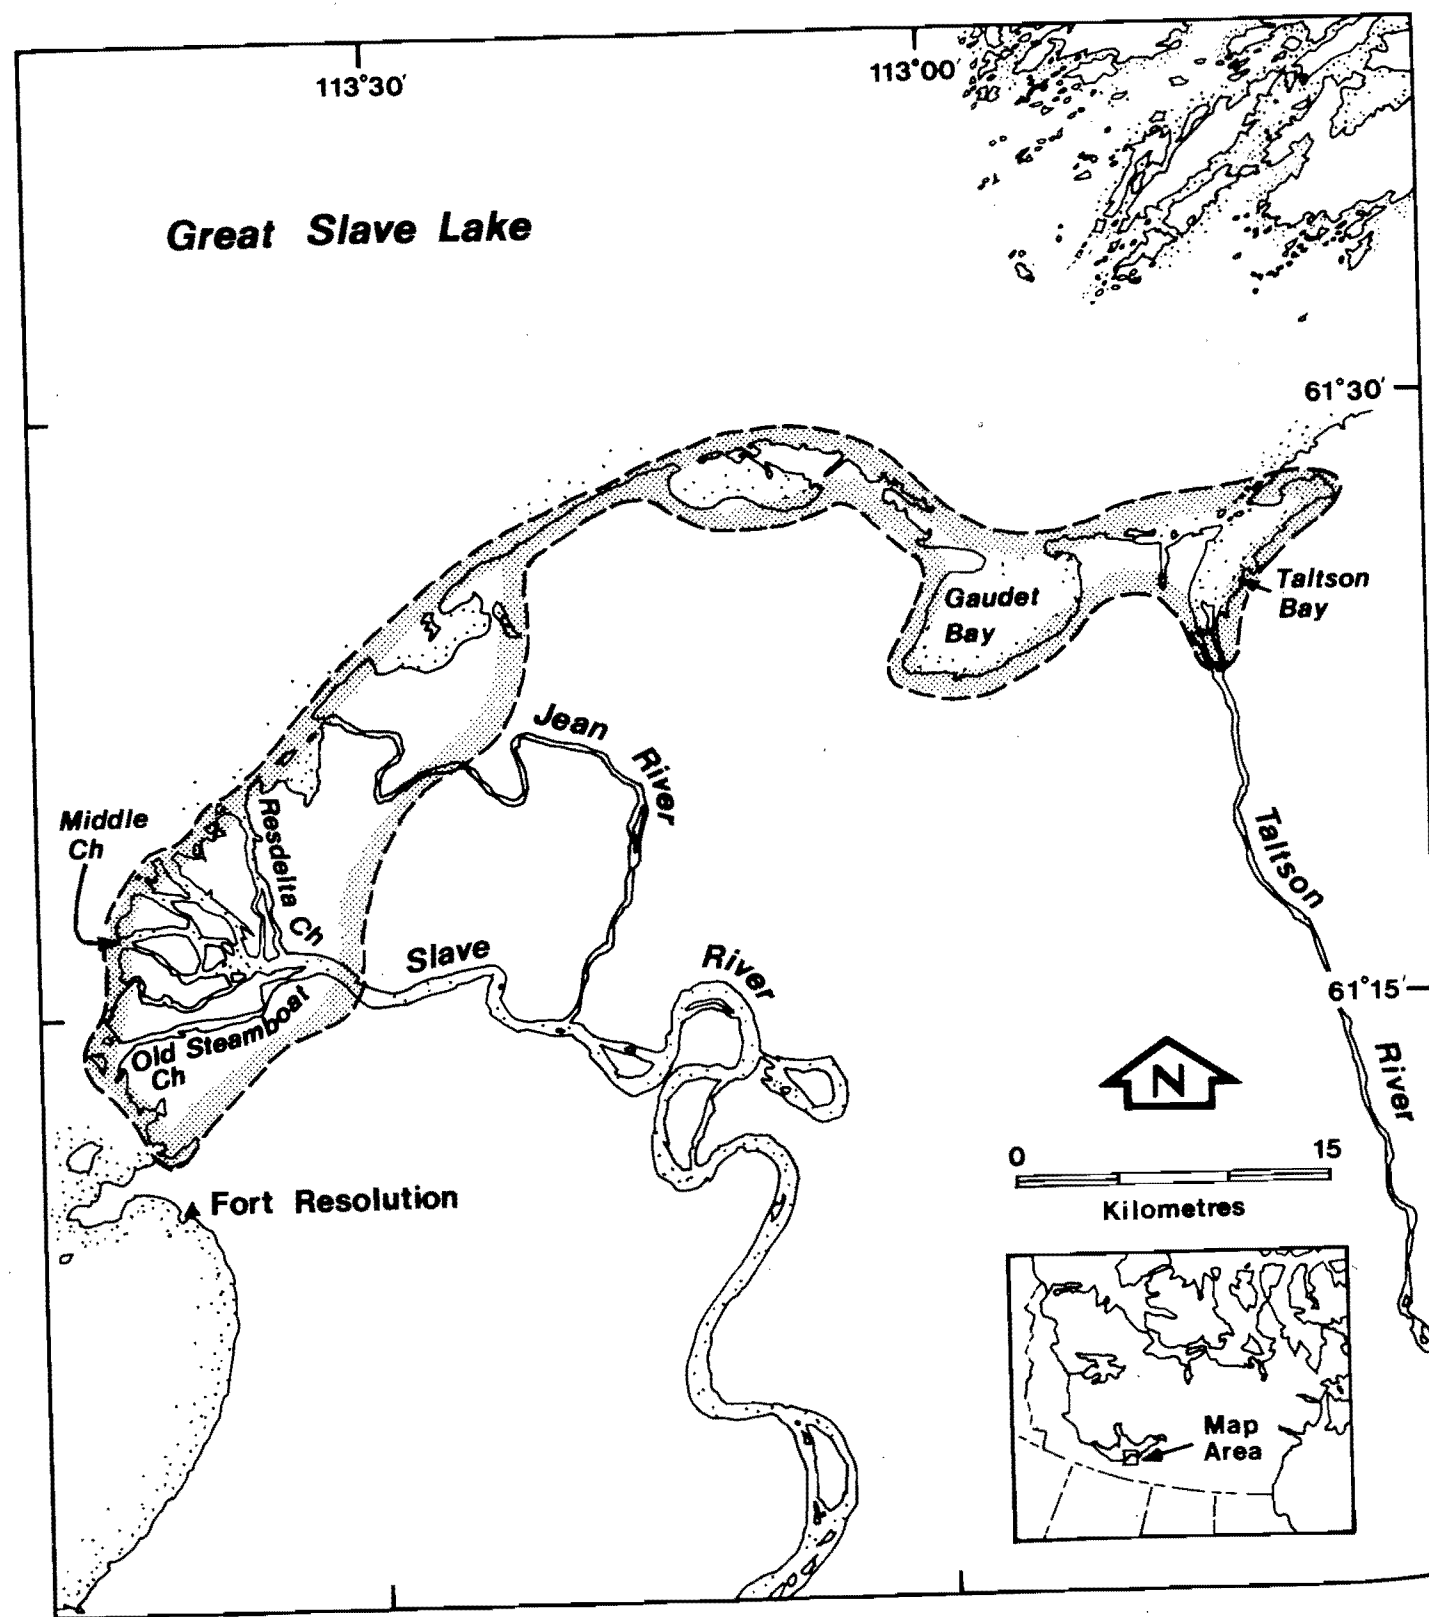 113°30'
113°00'
Great Slave Lake
61°30'
Gaudet
Bay
Taltson
Bay
Jean
River
Middle
Ch
Resdelta
Ch
Taltson
River
Slave
River
61°15'
Old Steamboat
Ch
N
0
15
Kilometres
Fort Resolution
Map
Area